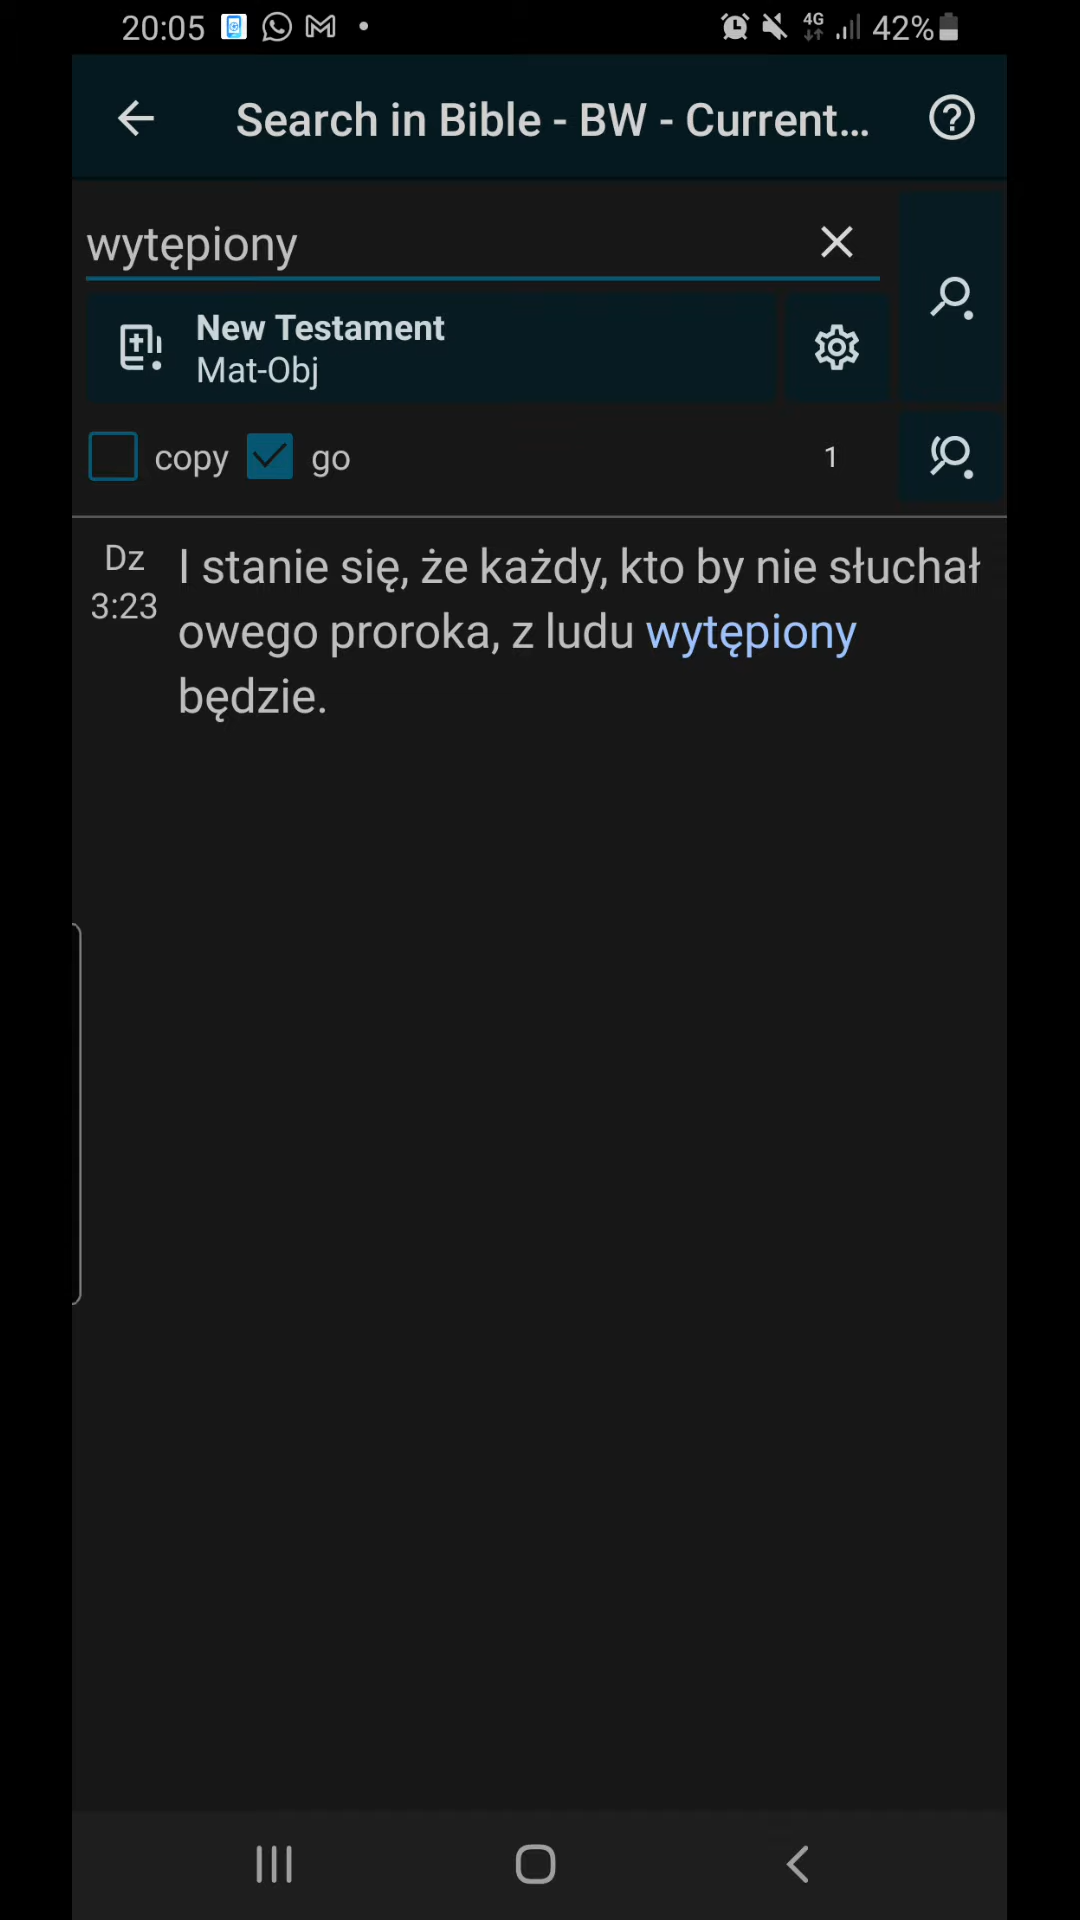 20:05 4G 42%
Search in Bible - BW - Current...
wytępiony
New Testament
Mat-Obj
copy go 1
Dz
3:23
I stanie się, że każdy, kto by nie słuchał
owego proroka, z ludu wytępiony
będzie.